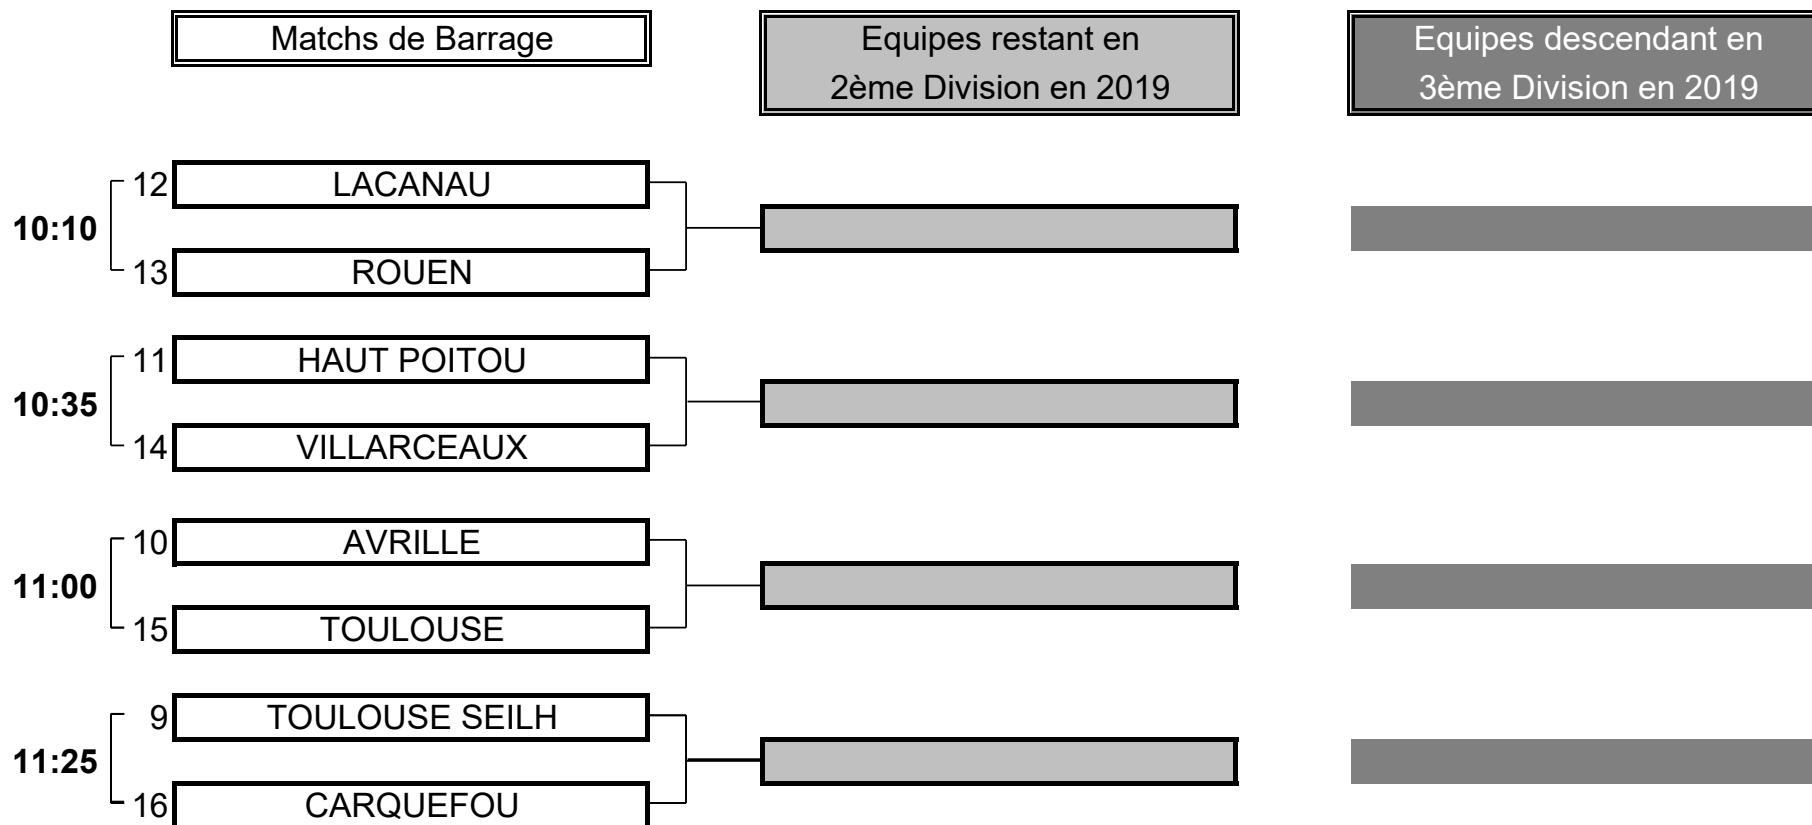 Matchs de Barrage
Equipes restant en
2ème Division en 2019
Equipes descendant en
3ème Division en 2019
12 LACANAU
10:10
13 ROUEN
11 HAUT POITOU
10:35
14 VILLARCEAUX
10 AVRILLE
11:00
15 TOULOUSE
9 TOULOUSE SEILH
11:25
16 CARQUEFOU